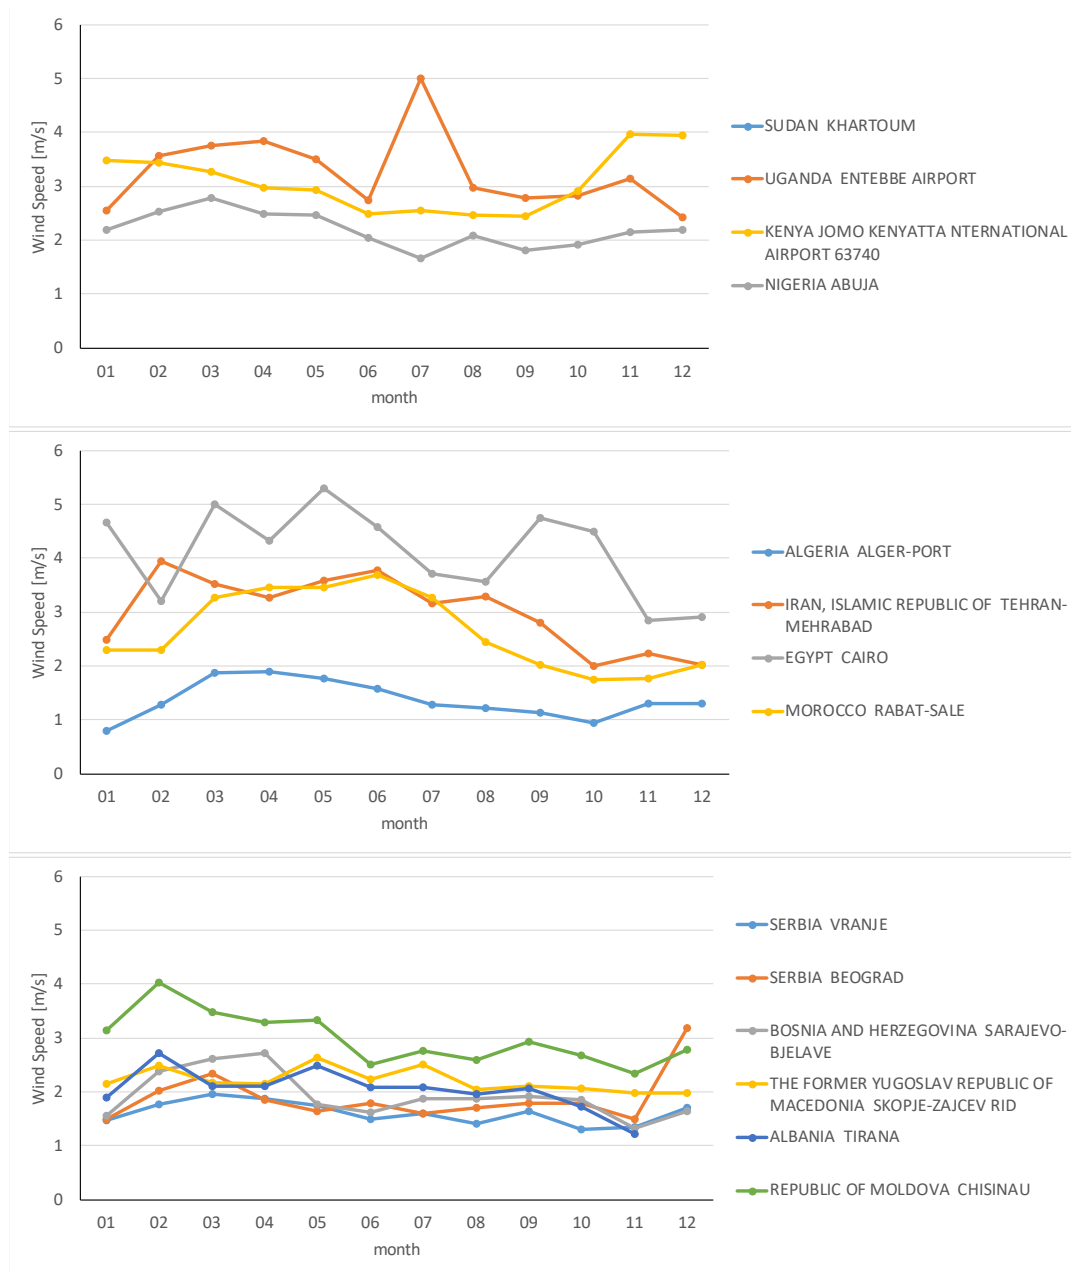 6
5
4
3
2
1
0
Wind Speed [m/s]
01 02 03 04 05 06 07 08 09 10 11 12
month
SUDAN KHARTOUM
UGANDA ENTEBBE AIRPORT
KENYA JOMO KENYATTA NTERNATIONAL
AIRPORT 63740
NIGERIA ABUJA
6
5
4
3
2
1
0
Wind Speed [m/s]
01 02 03 04 05 06 07 08 09 10 11 12
month
ALGERIA ALGER-PORT
IRAN, ISLAMIC REPUBLIC OF TEHRAN-
MEHRABAD
EGYPT CAIRO
MOROCCO RABAT-SALE
6
5
4
3
2
1
0
Wind Speed [m/s]
01 02 03 04 05 06 07 08 09 10 11 12
month
SERBIA VRANJE
SERBIA BEOGRAD
BOSNIA AND HERZEGOVINA SARAJEVO-
BJELAVE
THE FORMER YUGOSLAV REPUBLIC OF
MACEDONIA SKOPJE-ZAJCEV RID
ALBANIA TIRANA
REPUBLIC OF MOLDOVA CHISINAU